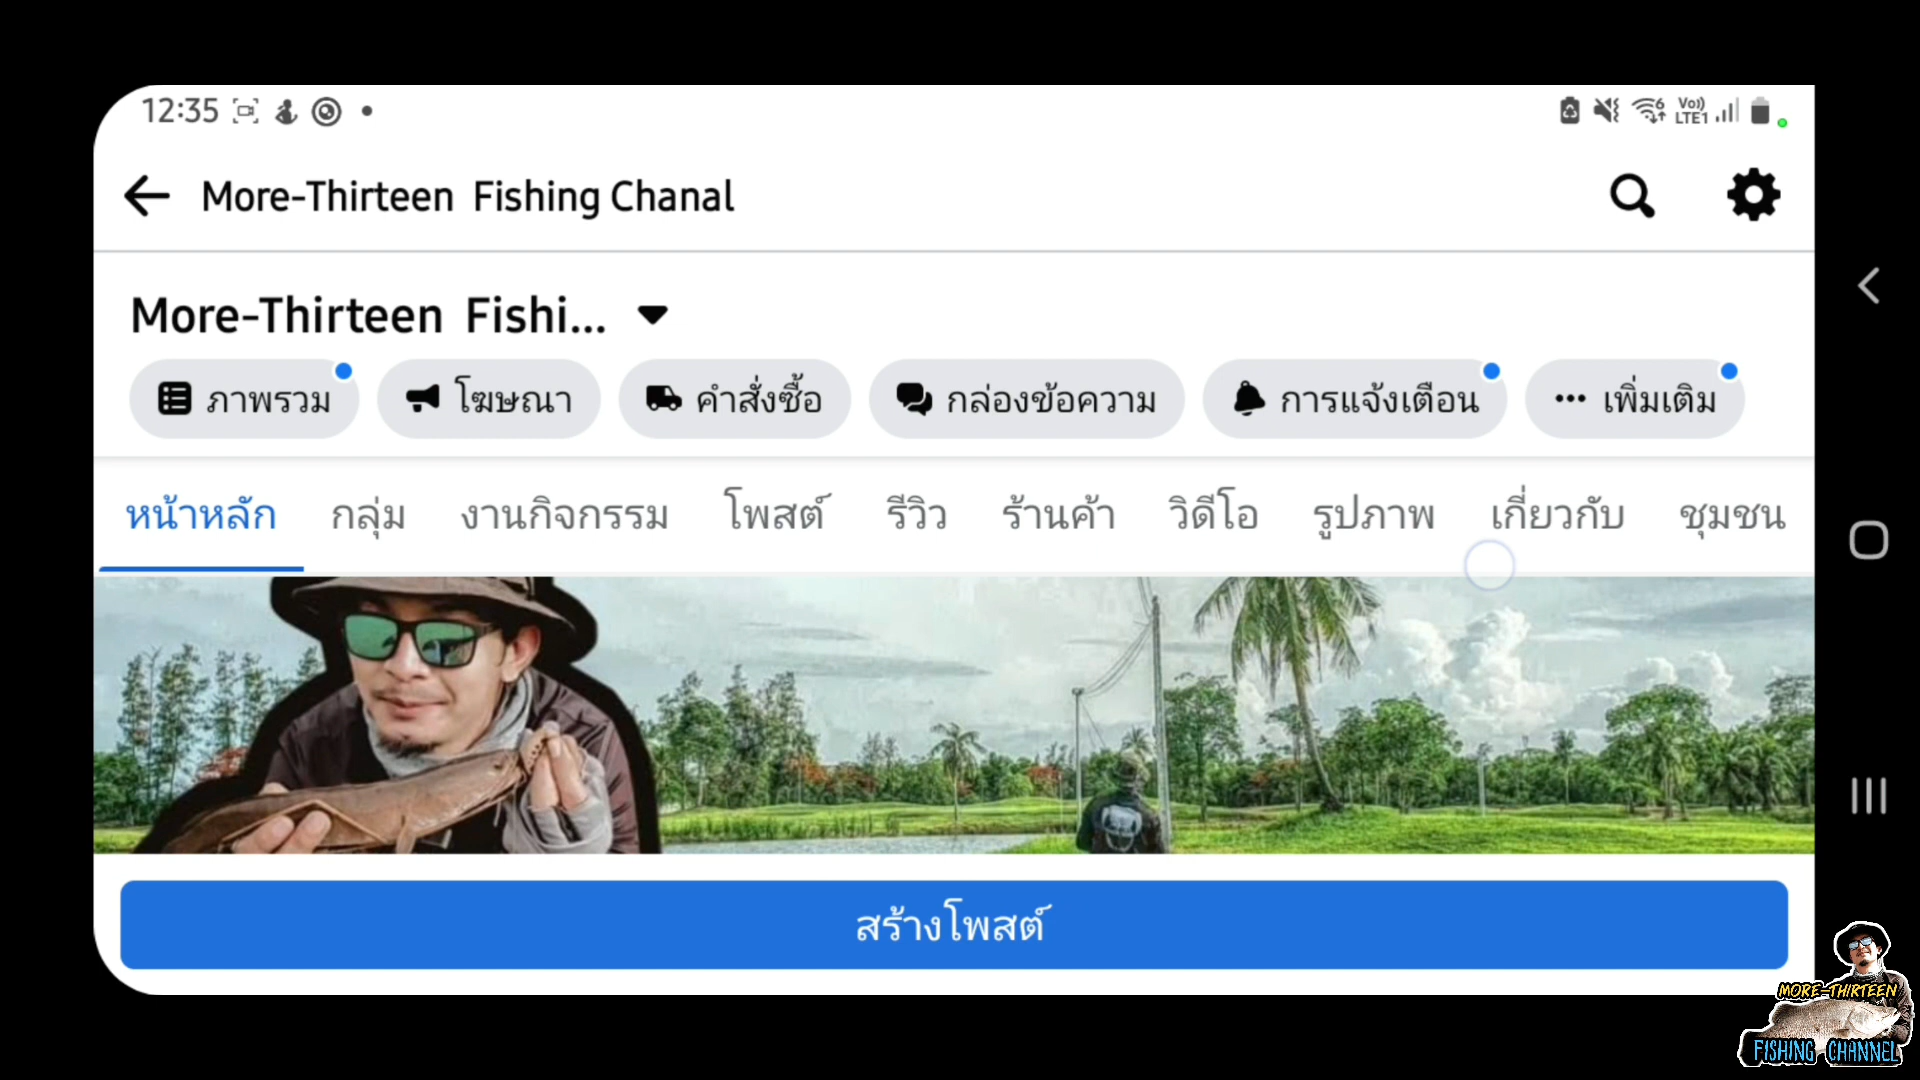 12:35
Vo))
LTE1
6
More-Thirteen Fishing Chanal
More-Thirteen Fishi...
ภาพรวม โฆษณา คำสั่งซื้อ กล่องข้อความ การแจ้งเตือน เพิ่มเติม
หน้าหลัก กลุ่ม งานกิจกรรม โพสต์ รีวิว ร้านค้า วิดีโอ รูปภาพ เกี่ยวกับ ชุมชน
สร้างโพสต์
MORE-THIRTEEN
FISHING CHANNEL